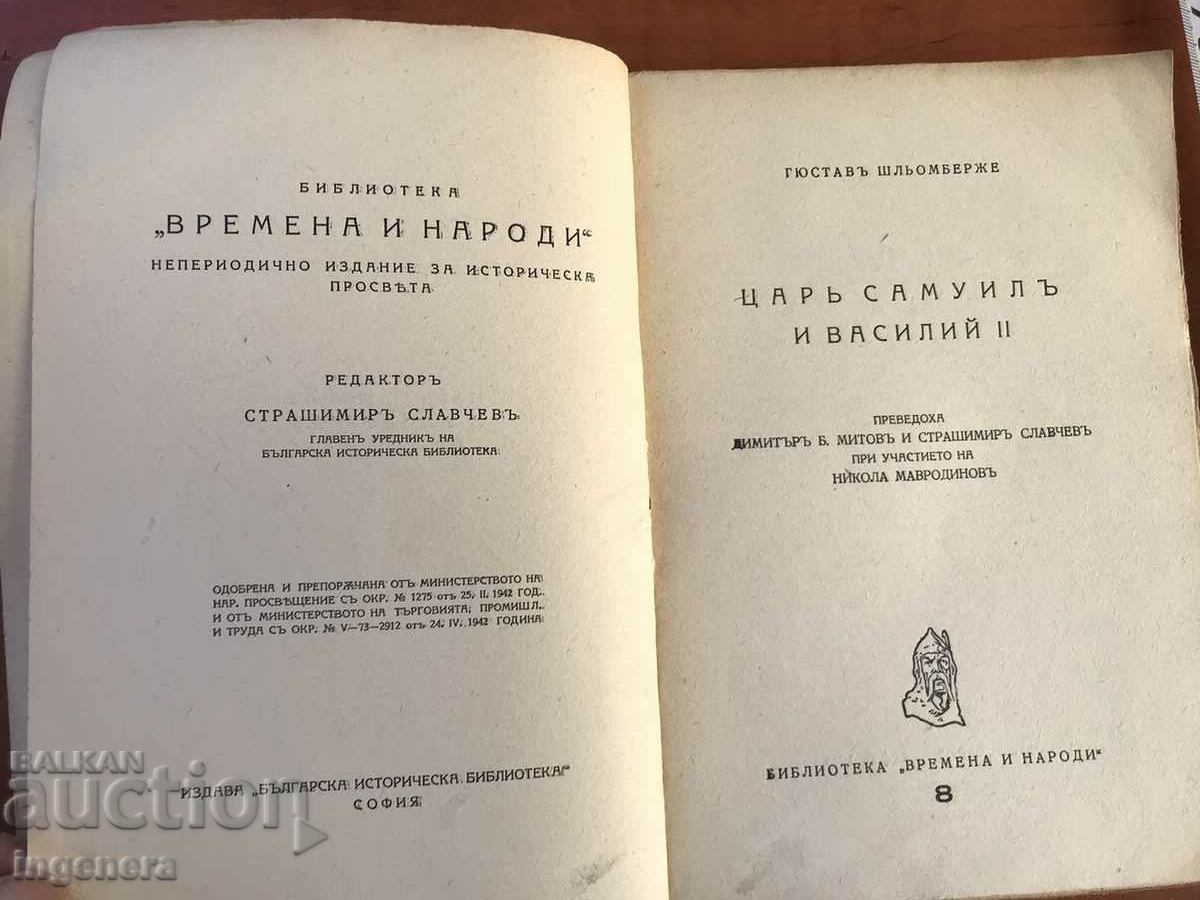 БИБЛИОТЕКА
„ВРЕМЕНА И НАРОДИ“
НЕПЕРИОДИЧНО ИЗДАНИЕ ЗА ИСТОРИЧЕСКА
ПРОСВѢТА
РЕДАКТОРЪ
СТРАШИМИРЪ СЛАВЧЕВЪ
ГЛАВЕНЪ УРЕДНИКЪ НА
БЪЛГАРСКА ИСТОРИЧЕСКА БИБЛИОТЕКА
ОДОБРЕНА И ПРЕПОРѪЧАНА ОТЪ МИНИСТЕРСТВОТО НА
НАР. ПРОСВѢЩЕНИЕ СЪ ОКР. № 1275 отъ 25. II. 1942 ГОД.
И ОТЪ МИНИСТЕРСТВОТО НА ТЪРГОВИЯТА, ПРОМИШЛ.
И ТРУДА СЪ ОКР. № V—73—2912 отъ 24. IV. 1942 ГОДИНА
ИЗДАВА „БЪЛГАРСКА ИСТОРИЧЕСКА БИБЛИОТЕКА“
СОФИЯ
ГЮСТАВЪ ШЛЬОМБЕРЖЕ
ЦАРЬ САМУИЛЪ
И ВАСИЛИЙ II
ПРЕВЕДОХА
ДИМИТЪРЪ Б. МИТОВЪ И СТРАШИМИРЪ СЛАВЧЕВЪ
ПРИ УЧАСТИЕТО НА
НИКОЛА МАВРОДИНОВЪ
БИБЛИОТЕКА „ВРЕМЕНА И НАРОДИ“
8
BALKAN
auction
ingenera